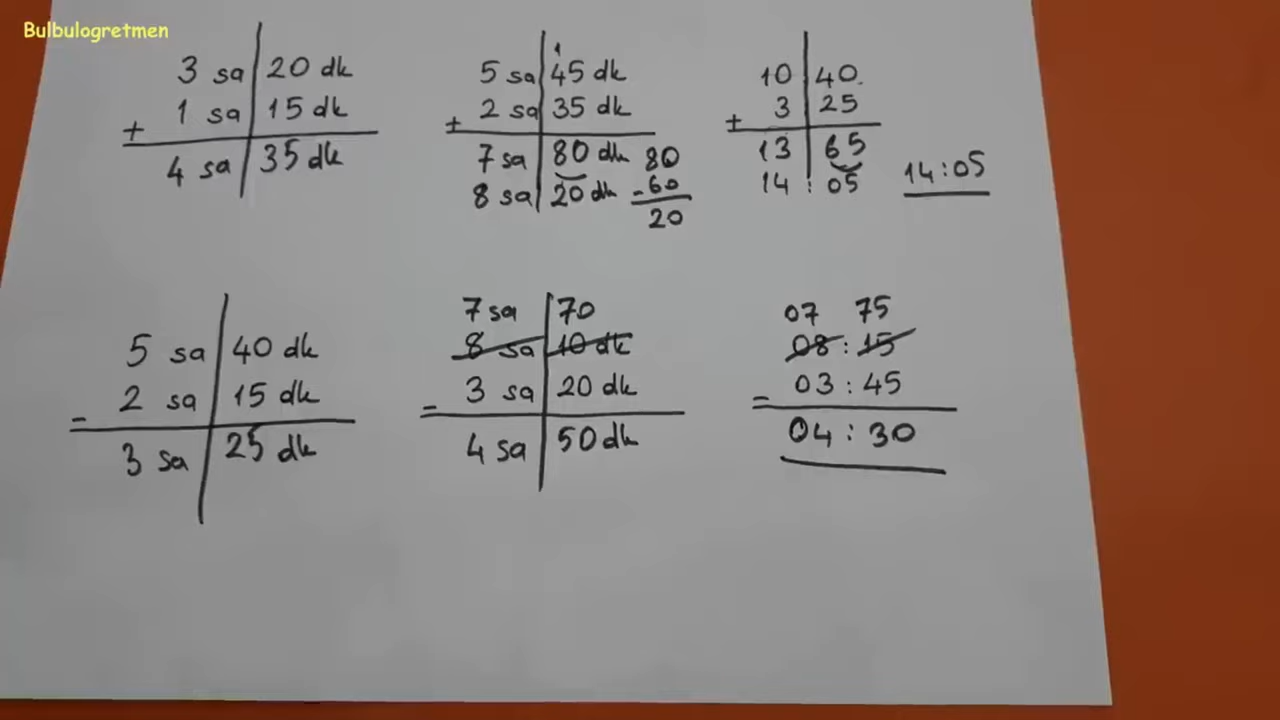 Bulbulogretmen
3 sa 20 dk
1 sa 15 dk
+
4 sa 35 dk
1
5 sa 45 dk
+ 2 sa 35 dk
7 sa 80 dk
8 sa 20 dk
80
-60
20
10 40
+ 3 25
13 65
14 : 05
14:05
5 sa 40 dk
- 2 sa 15 dk
3 sa 25 dk
7 sa 70
8 sa 10 dk
- 3 sa 20 dk
4 sa 50 dk
07 75
08:15
- 03:45
04:30